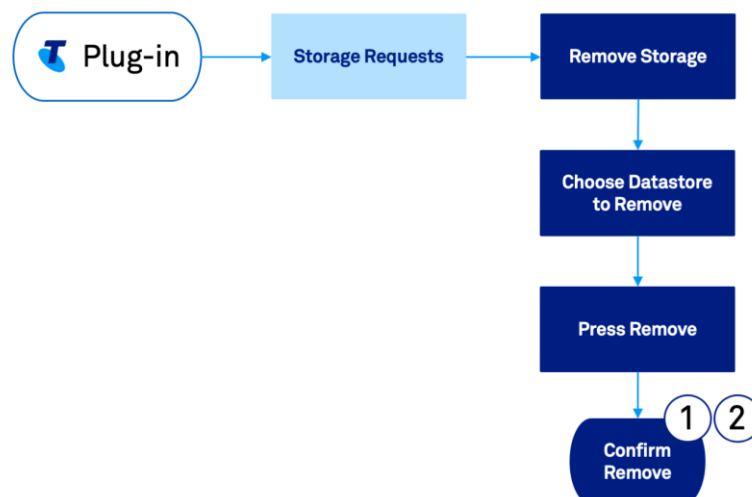 T Plug-in
Storage Requests
Remove Storage
Choose Datastore
to Remove
Press Remove
1 2
Confirm
Remove